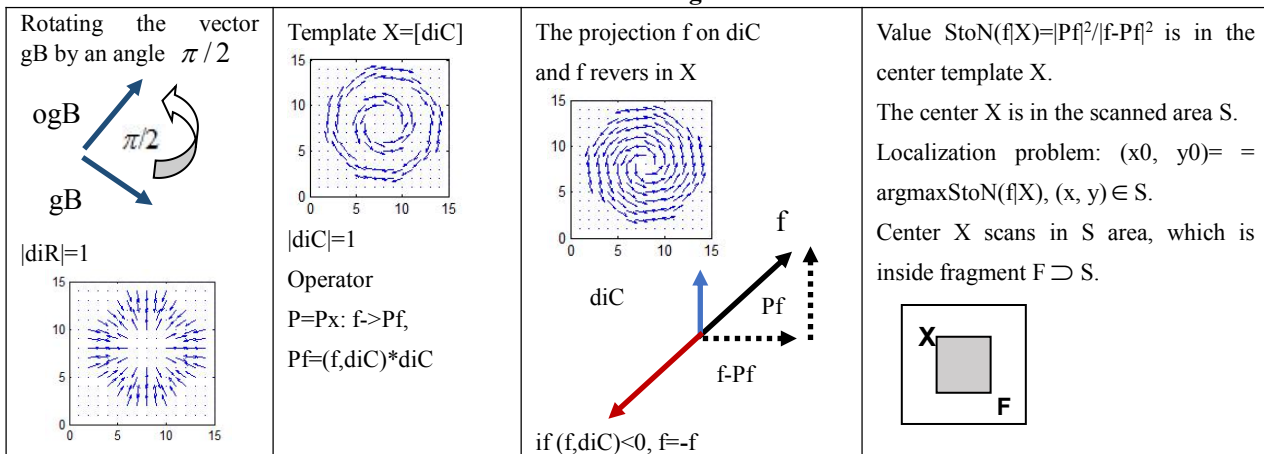 Rotating the vector
gB by an angle π / 2
ogB
π/2
gB
|diR|=1
15
10
5
0
0 5 10 15
Template X=[diC]
15
10
5
0
0 5 10 15
|diC|=1
Operator
P=Px: f->Pf,
Pf=(f,diC)*diC
The projection f on diC
and f revers in X
15
10
5
0
0 5 10 15
f
diC
Pf
f-Pf
if (f,diC)<0, f=-f
Value StoN(f|X)=|Pf|²/|f-Pf|² is in the
center template X.
The center X is in the scanned area S.
Localization problem: (x0, y0)= =
argmaxStoN(f|X), (x, y) ∈ S.
Center X scans in S area, which is
inside fragment F ⊃ S.
X
F